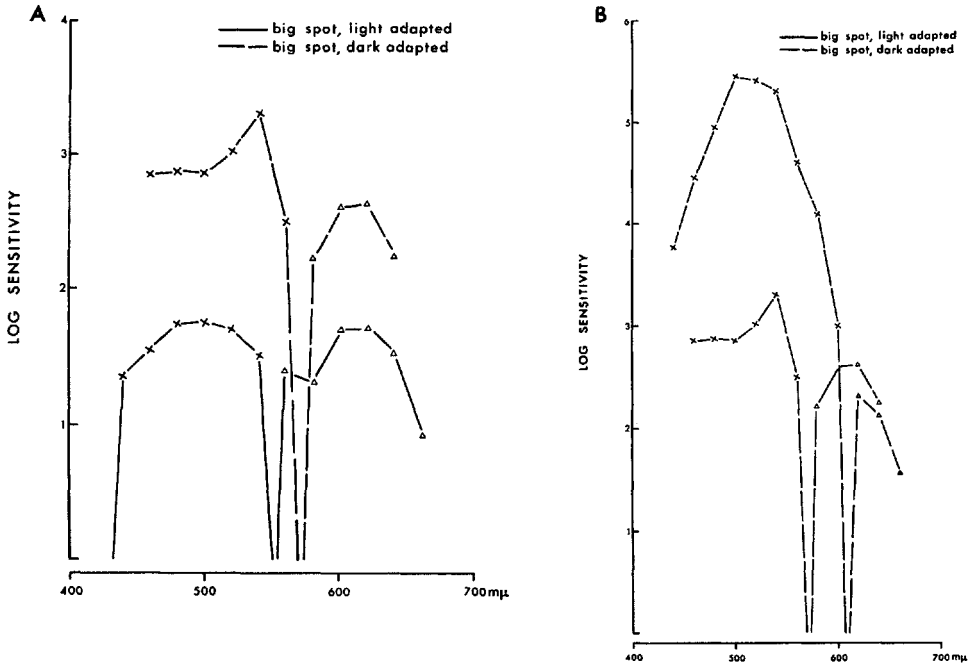 A
big spot, light adapted
big spot, dark adapted
4
3
2
1
LOG SENSITIVITY
400 500 600 700mμ
B
big spot, light adapted
big spot, dark adapted
6
5
4
3
2
1
LOG SENSITIVITY
400 500 600 700mμ